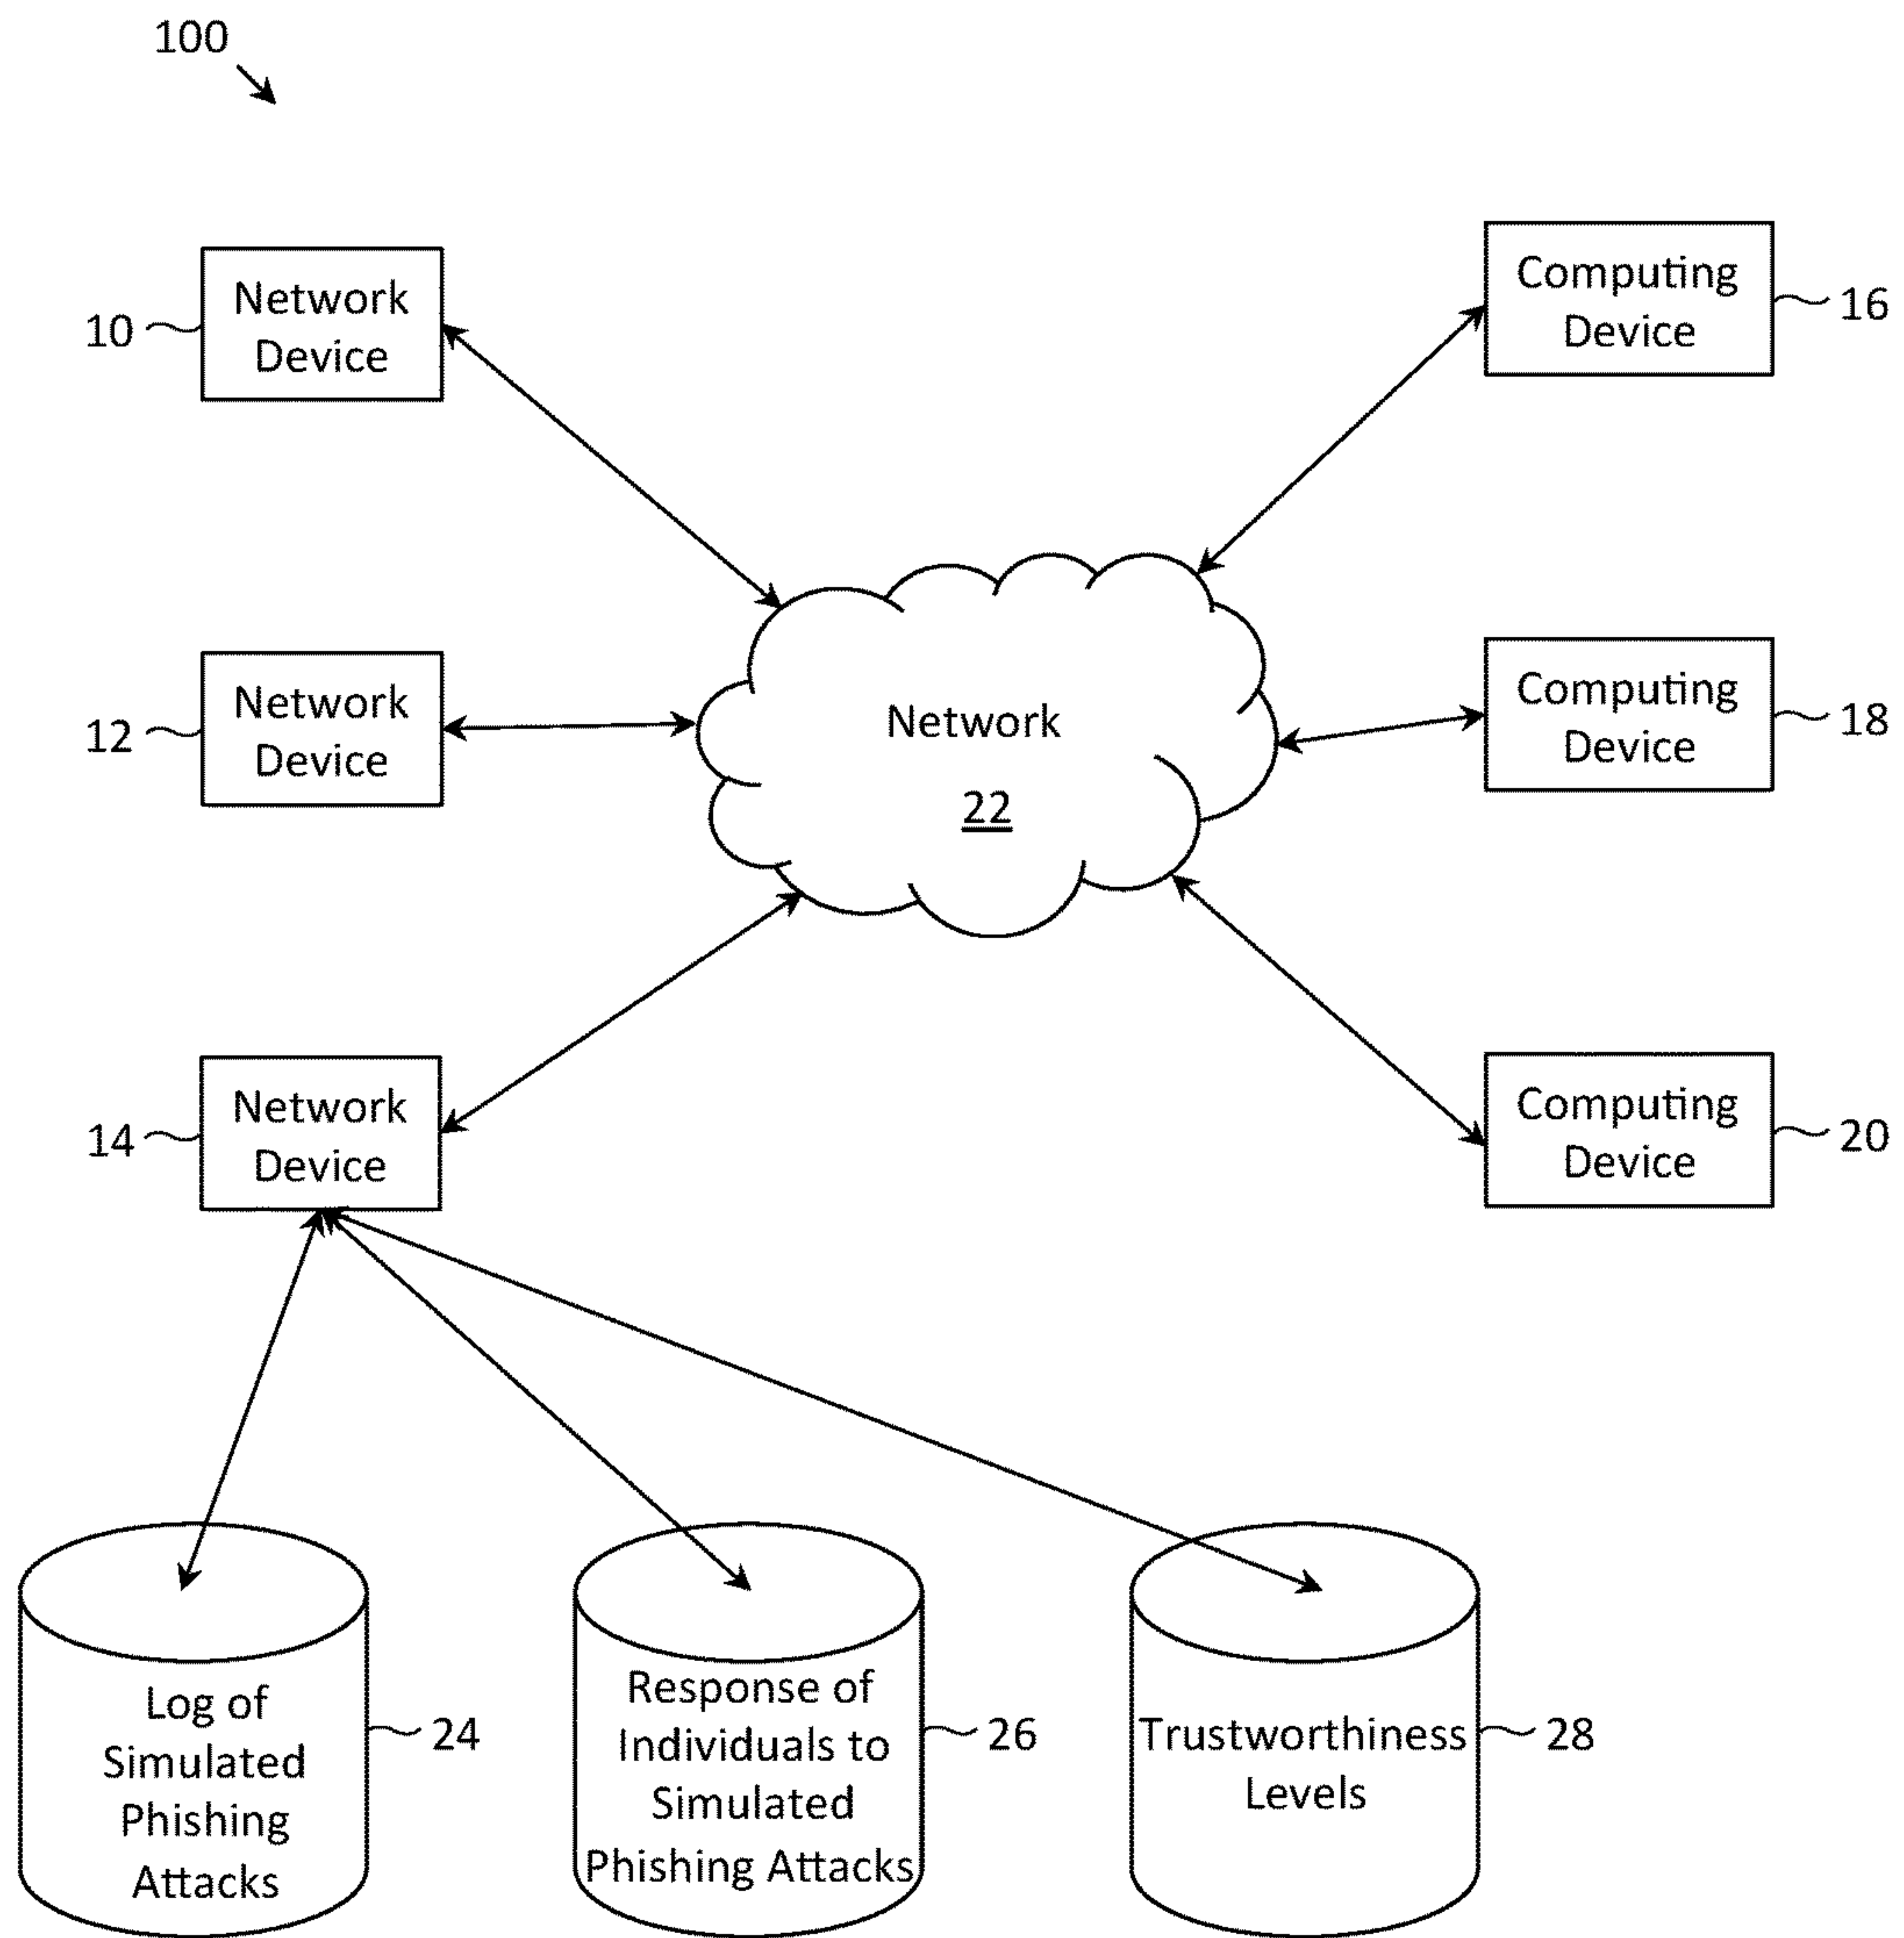 100
Network
Device
10
Computing
Device
16
Network
Device
12
Network
22
Computing
Device
18
Network
Device
14
Computing
Device
20
Log of
Simulated
Phishing
Attacks
24
Response of
Individuals to
Simulated
Phishing Attacks
26
Trustworthiness
Levels
28